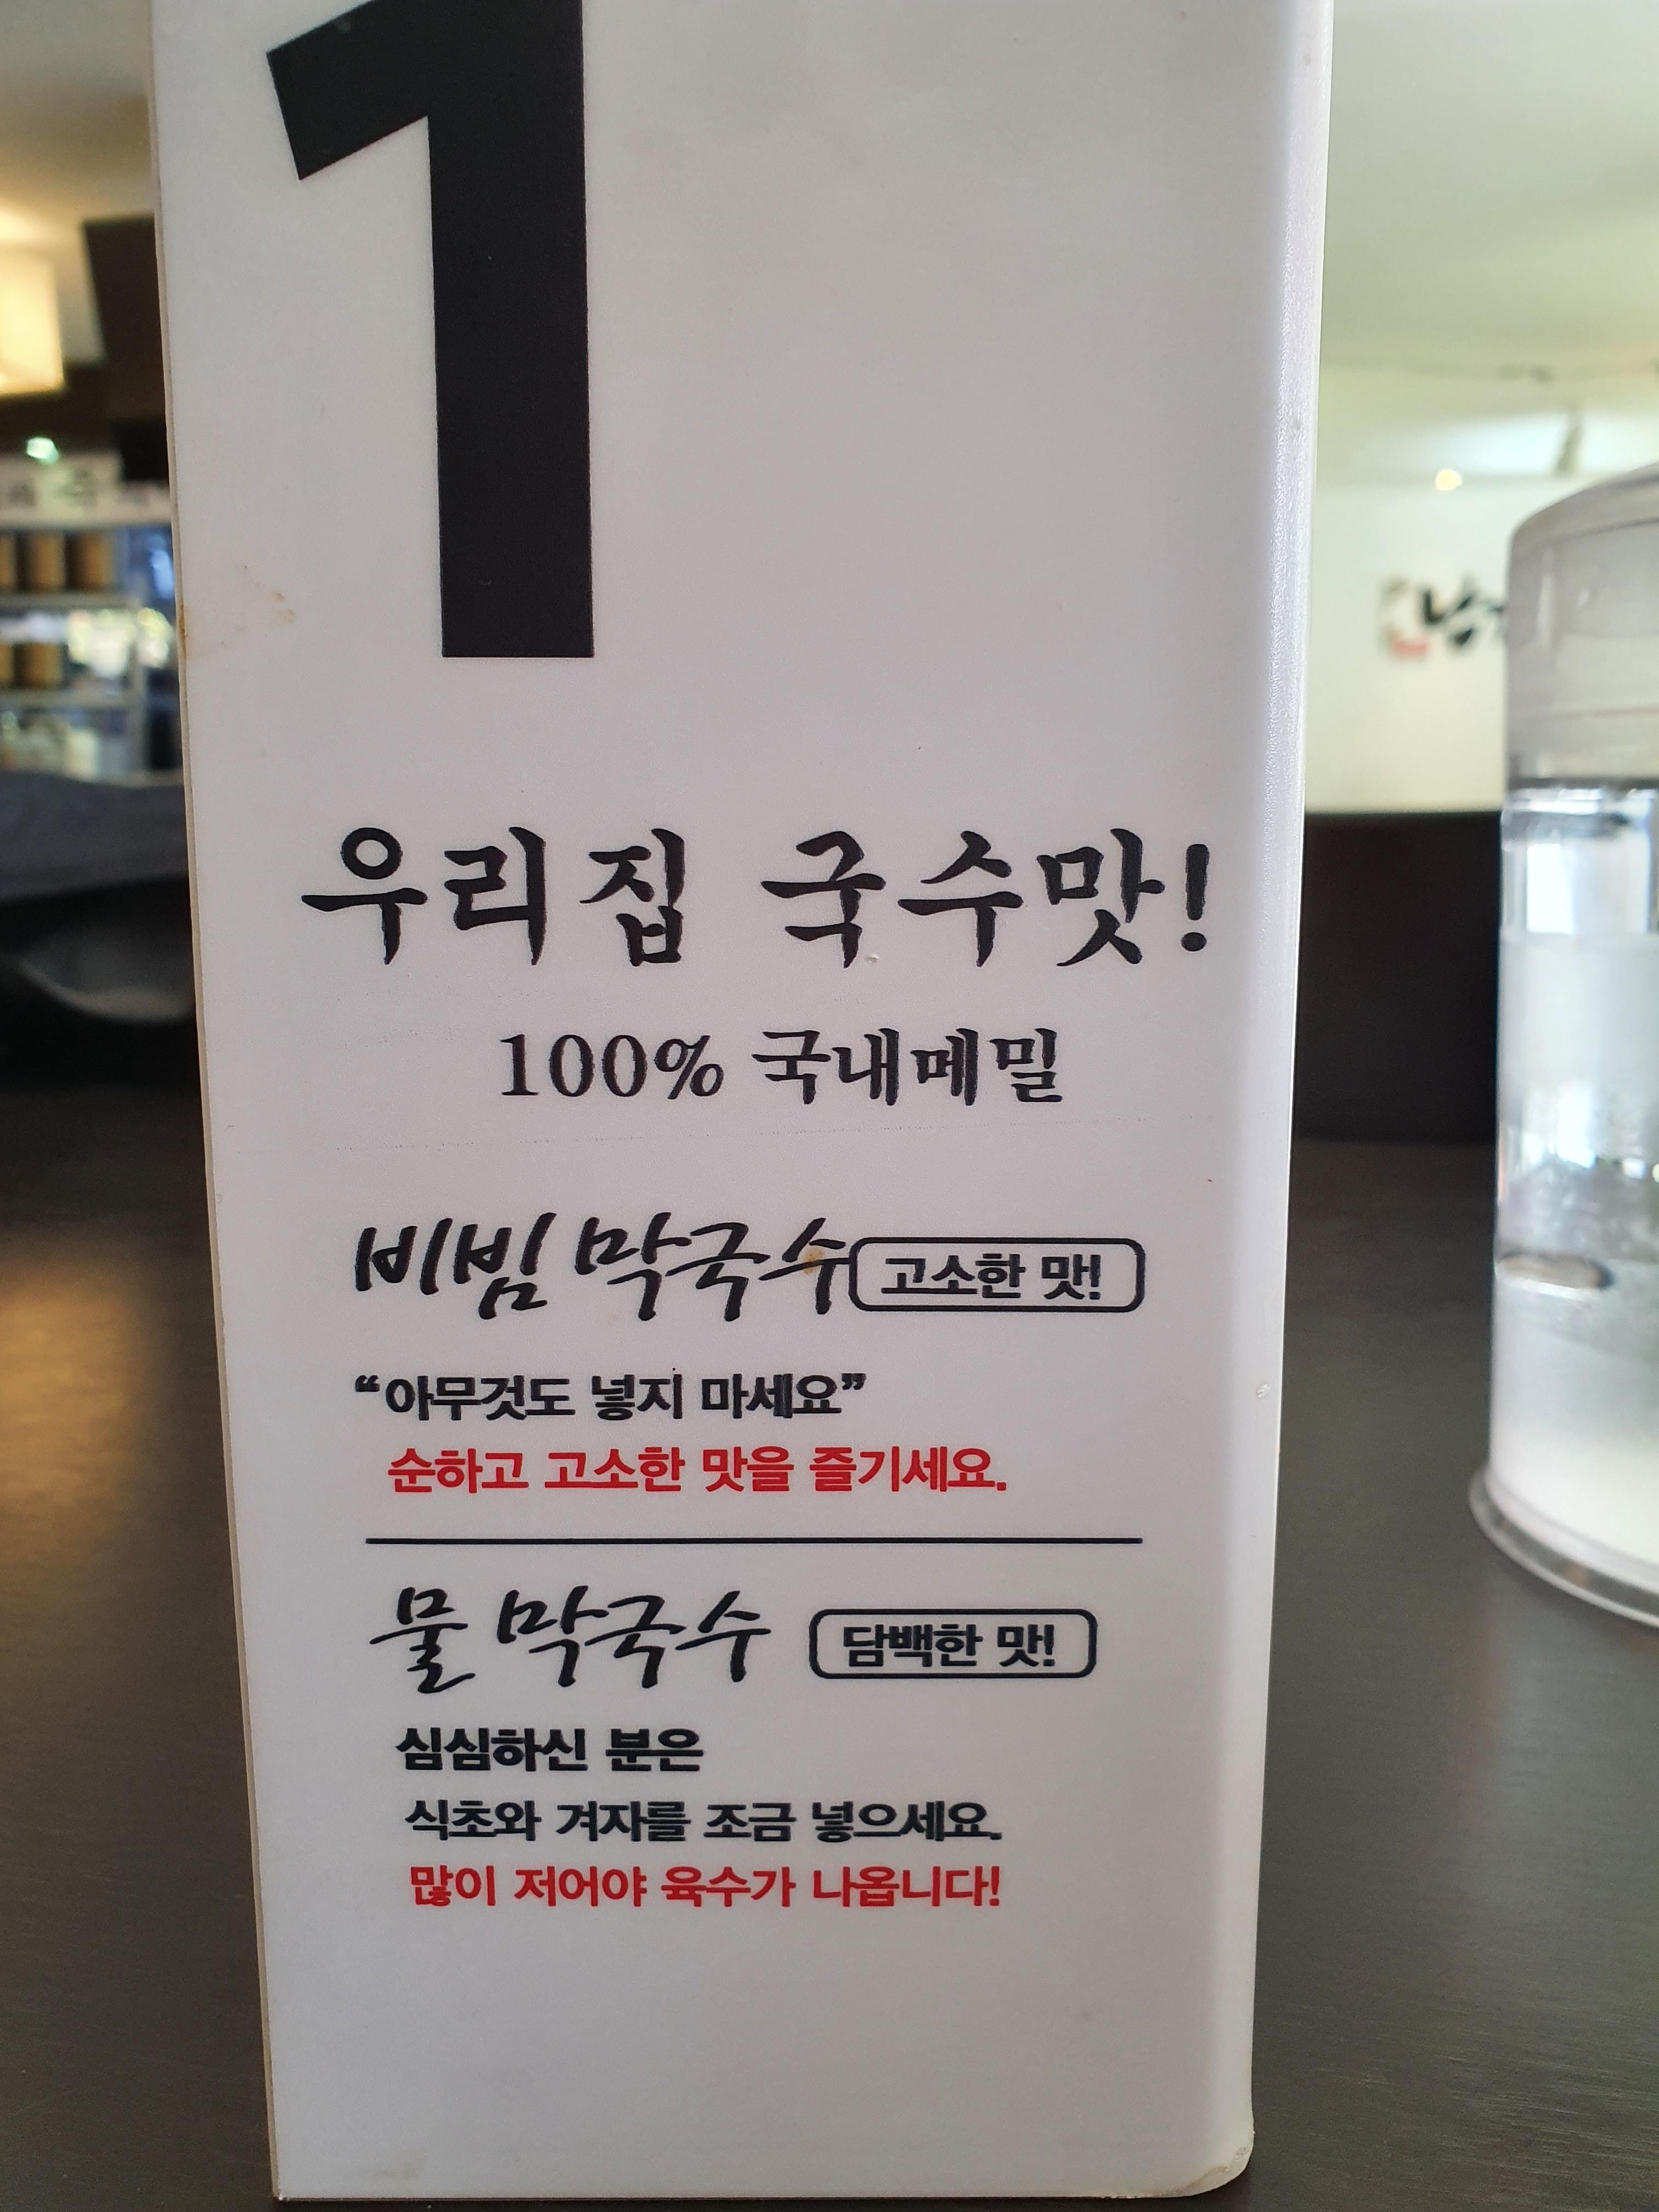 1
우리집 국수맛!
100% 국내메밀
비빔 막국수 고소한 맛!
“아무것도 넣지 마세요”
순하고 고소한 맛을 즐기세요.
물 막국수 담백한 맛!
심심하신 분은
식초와 겨자를 조금 넣으세요.
많이 저어야 육수가 나옵니다!